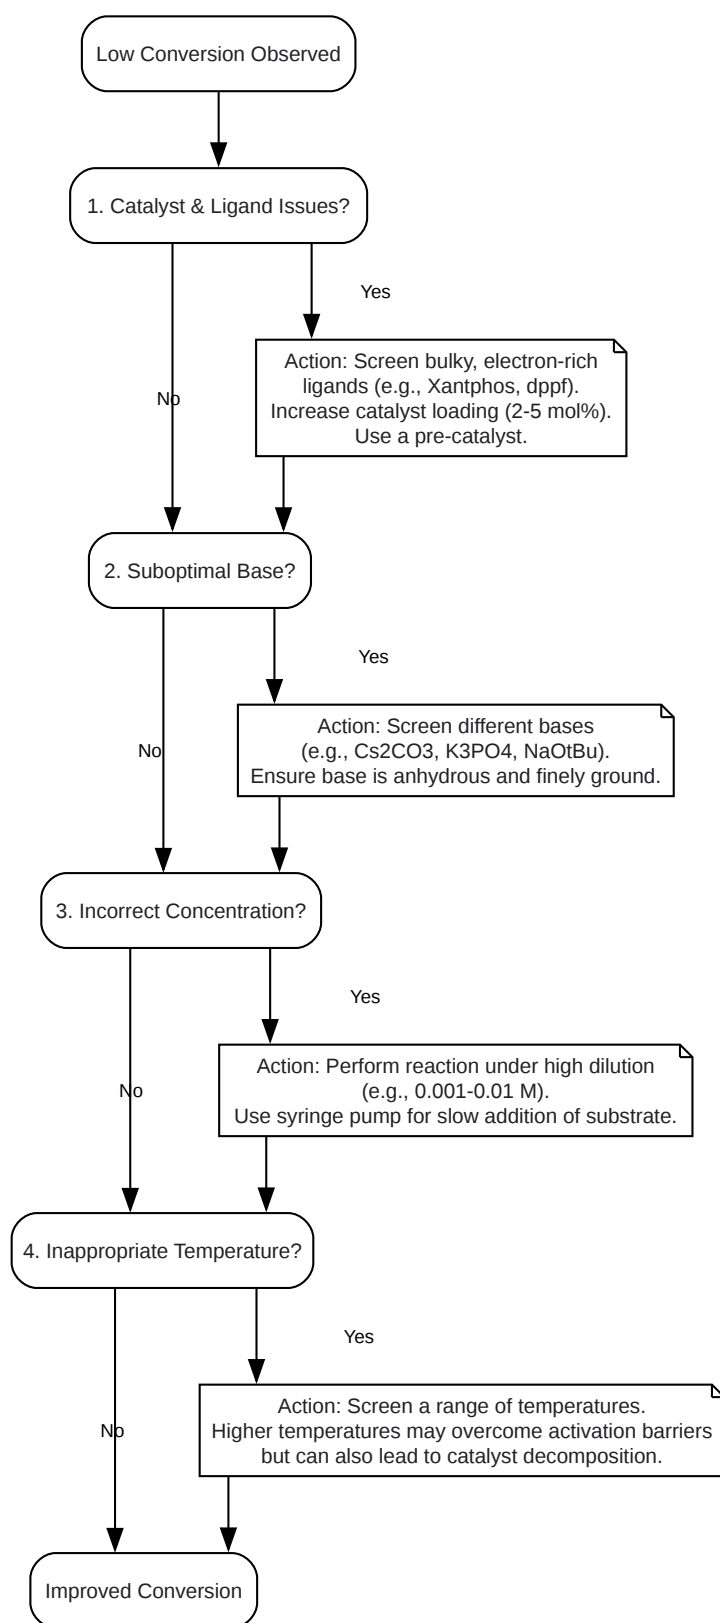 Low Conversion Observed
1. Catalyst & Ligand Issues?
Yes
Action: Screen bulky, electron-rich
ligands (e.g., Xantphos, dppf).
Increase catalyst loading (2-5 mol%).
Use a pre-catalyst.
No
2. Suboptimal Base?
Yes
Action: Screen different bases
(e.g., Cs2CO3, K3PO4, NaOtBu).
Ensure base is anhydrous and finely ground.
No
3. Incorrect Concentration?
Yes
Action: Perform reaction under high dilution
(e.g., 0.001-0.01 M).
Use syringe pump for slow addition of substrate.
No
4. Inappropriate Temperature?
Yes
Action: Screen a range of temperatures.
Higher temperatures may overcome activation barriers
but can also lead to catalyst decomposition.
No
Improved Conversion